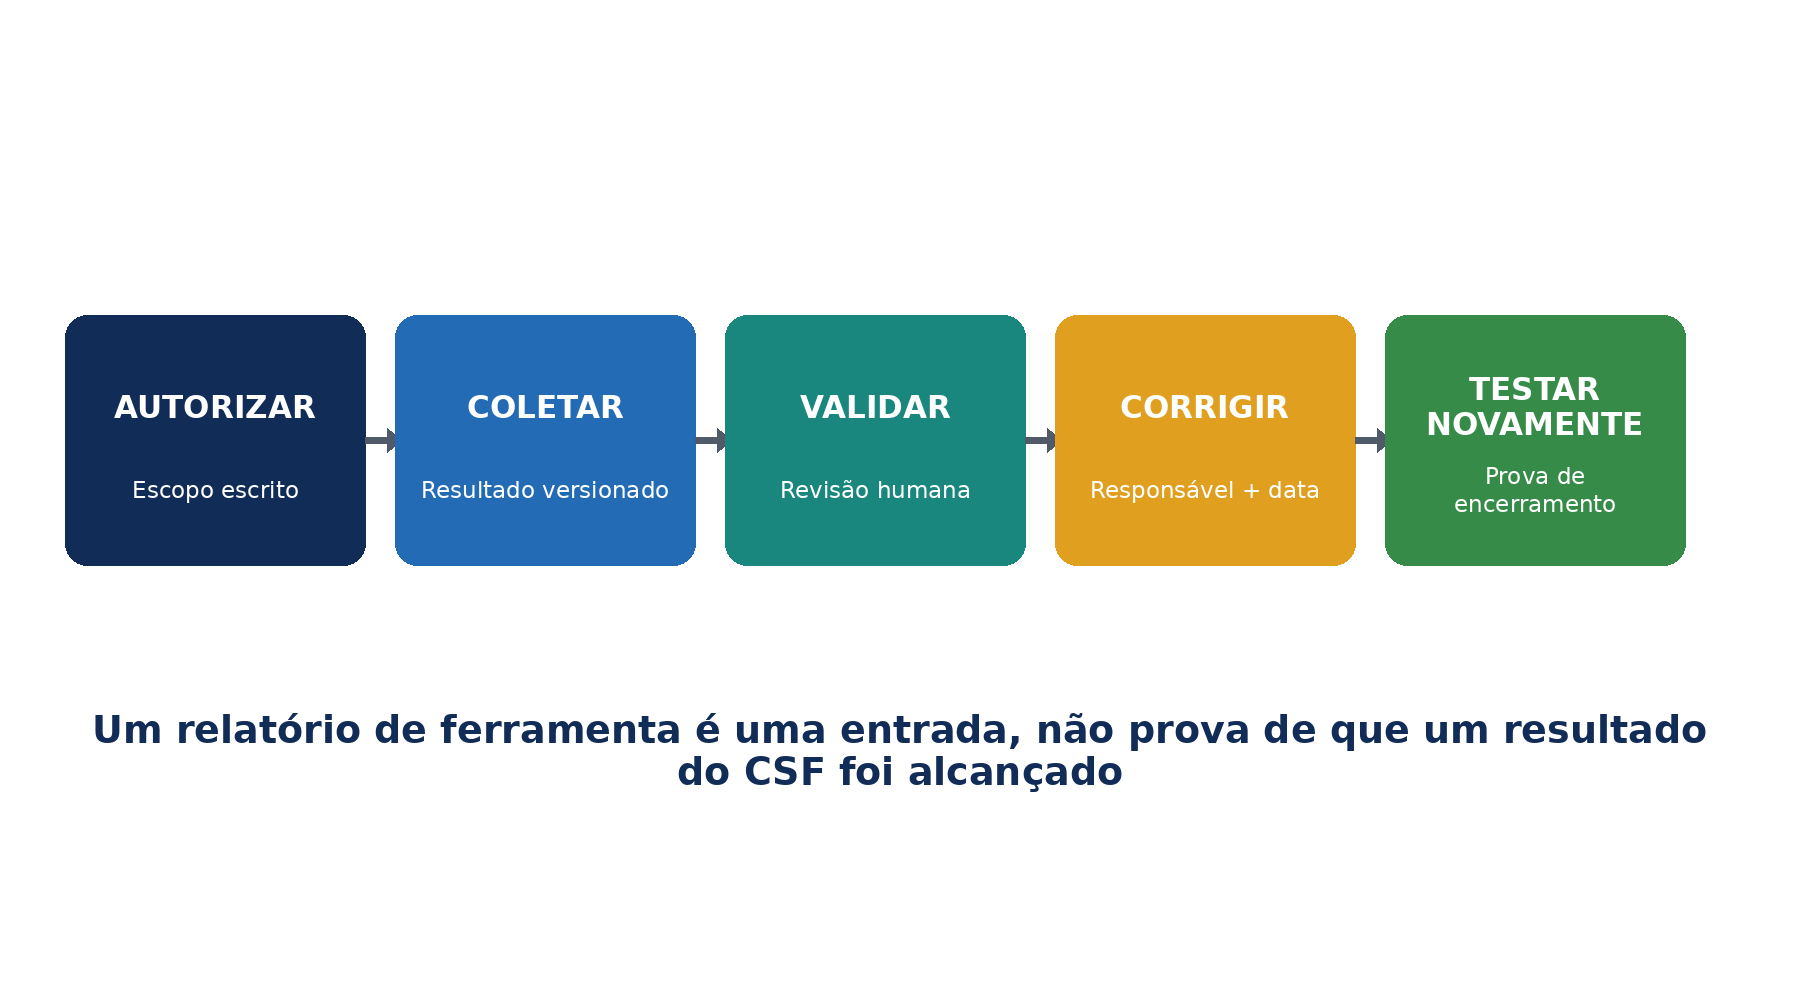 AUTORIZAR
Escopo escrito
COLETAR
Resultado versionado
VALIDAR
Revisão humana
CORRIGIR
Responsável + data
TESTAR
NOVAMENTE
Prova de
encerramento
Um relatório de ferramenta é uma entrada, não prova de que um resultado
do CSF foi alcançado